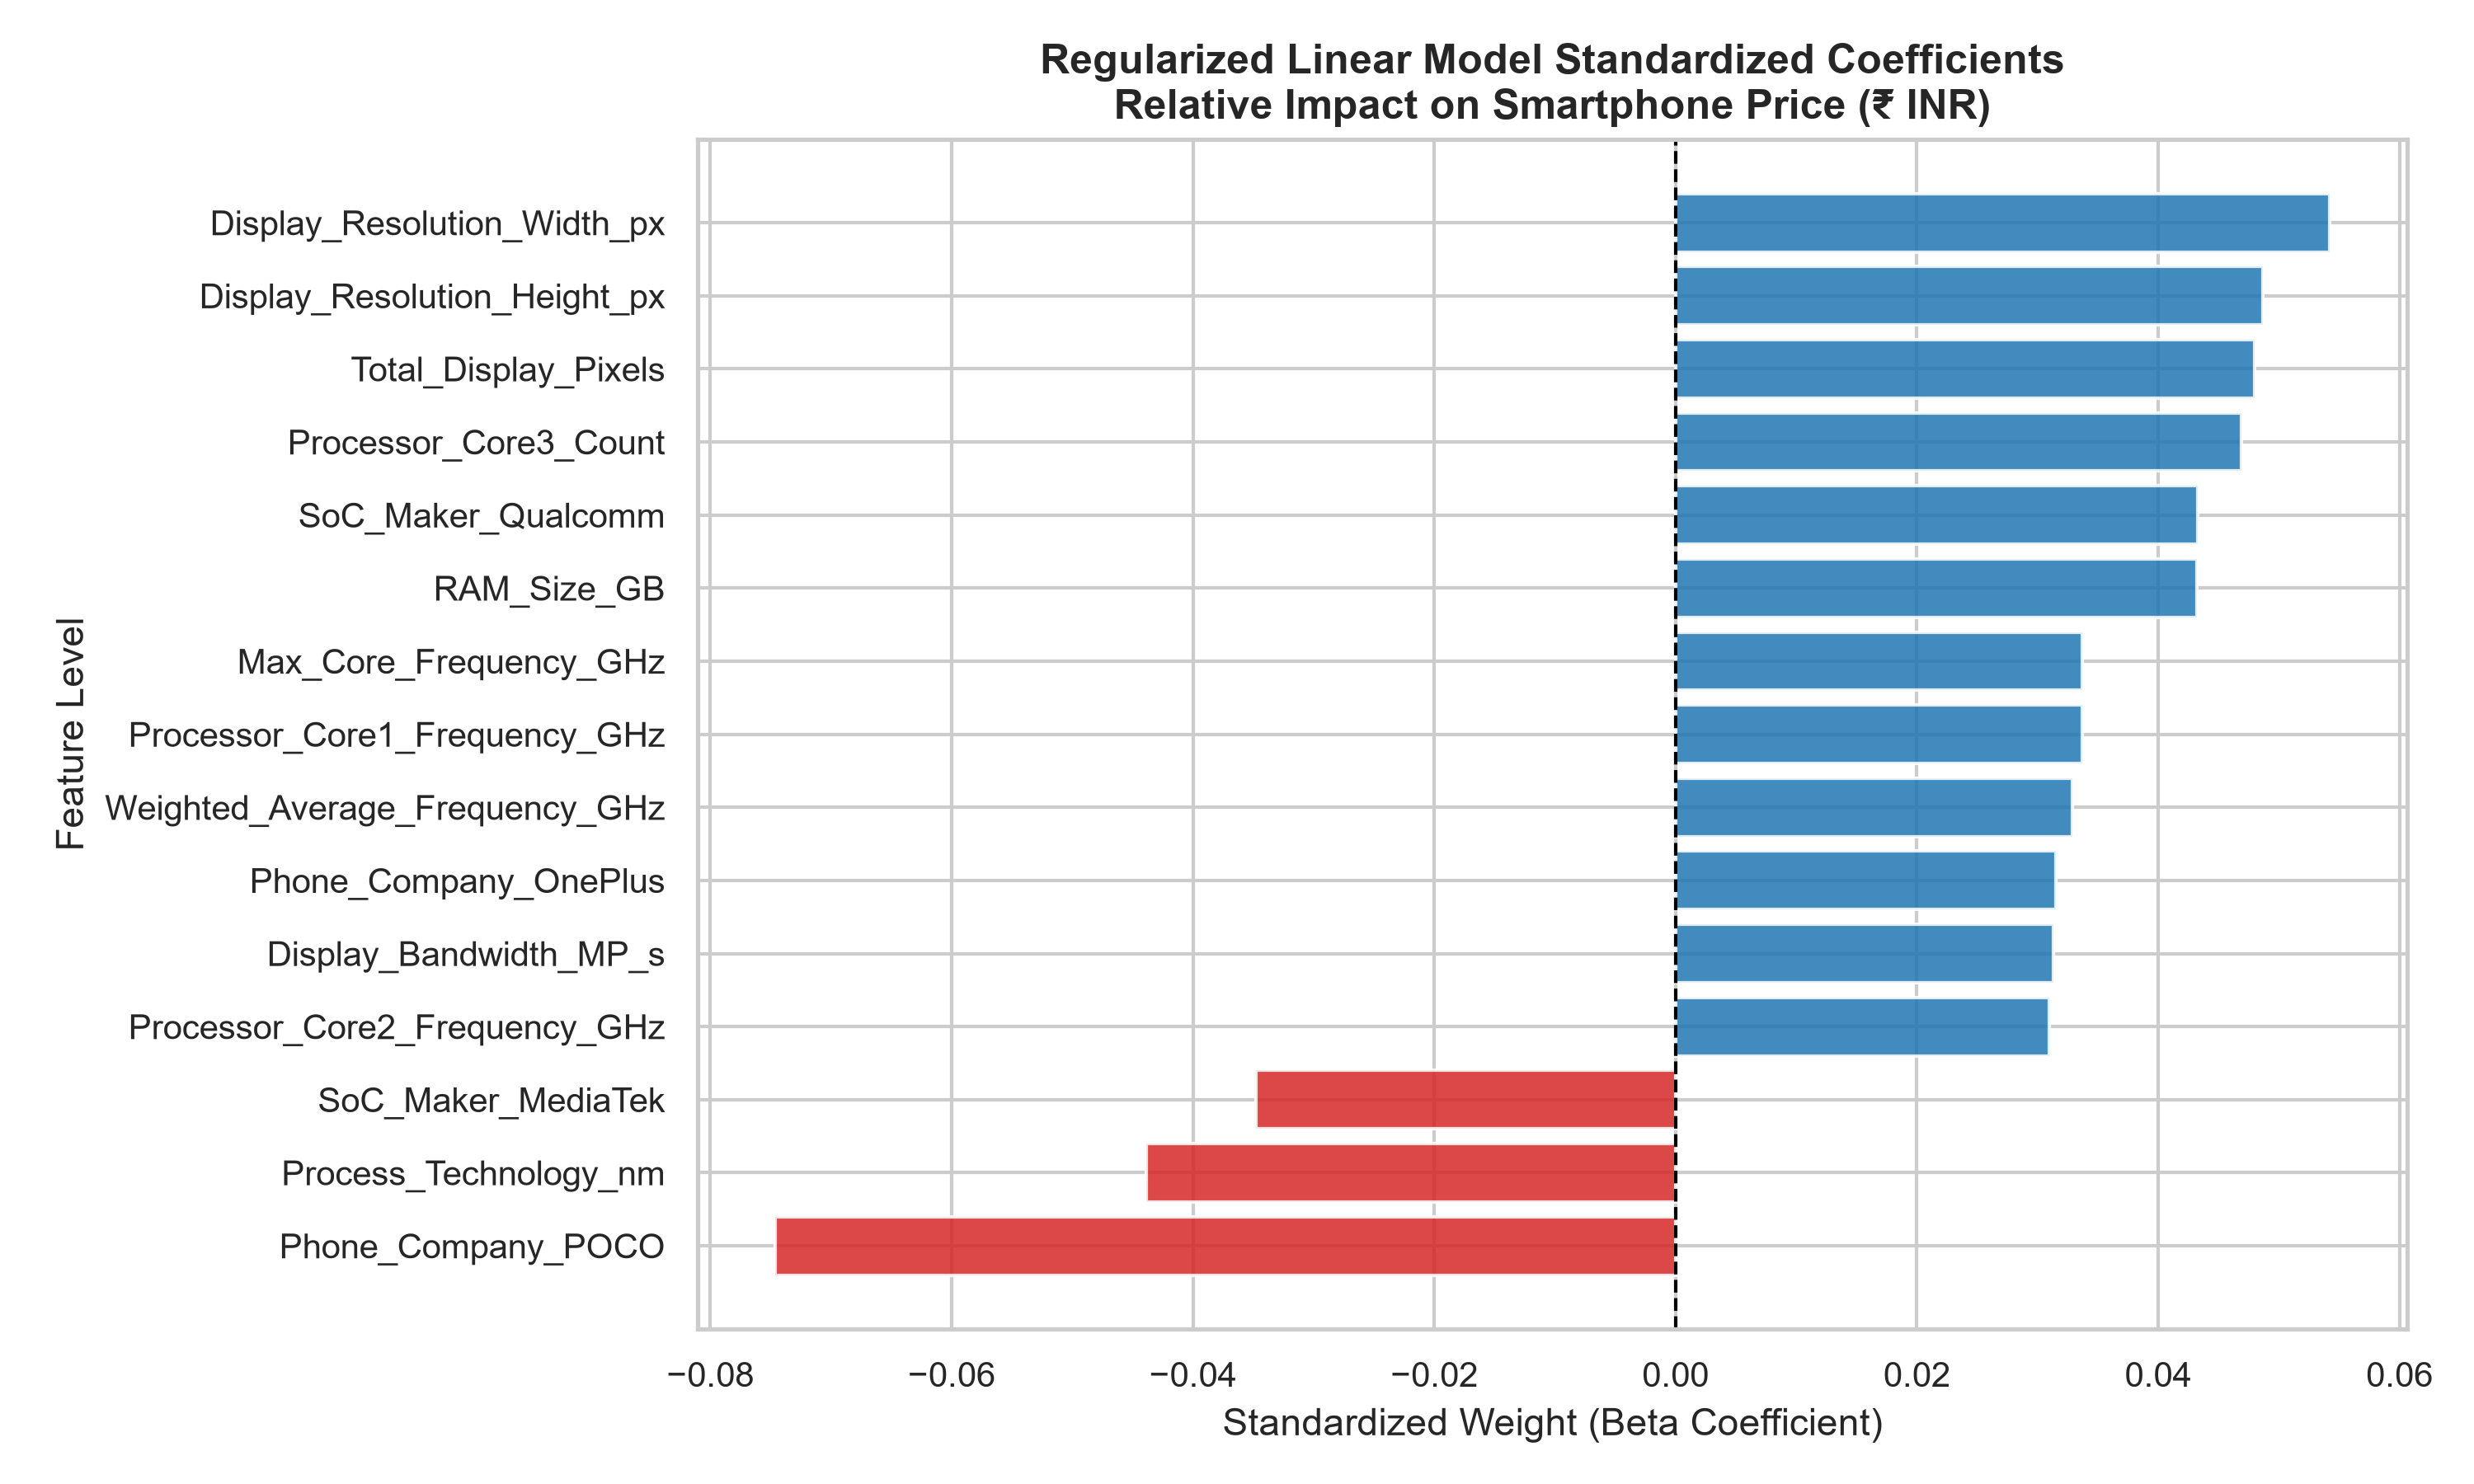 Regularized Linear Model Standardized Coefficients
Relative Impact on Smartphone Price (₹ INR)
Feature Level
Display_Resolution_Width_px
Display_Resolution_Height_px
Total_Display_Pixels
Processor_Core3_Count
SoC_Maker_Qualcomm
RAM_Size_GB
Max_Core_Frequency_GHz
Processor_Core1_Frequency_GHz
Weighted_Average_Frequency_GHz
Phone_Company_OnePlus
Display_Bandwidth_MP_s
Processor_Core2_Frequency_GHz
SoC_Maker_MediaTek
Process_Technology_nm
Phone_Company_POCO
−0.08 −0.06 −0.04 −0.02 0.00 0.02 0.04 0.06
Standardized Weight (Beta Coefficient)